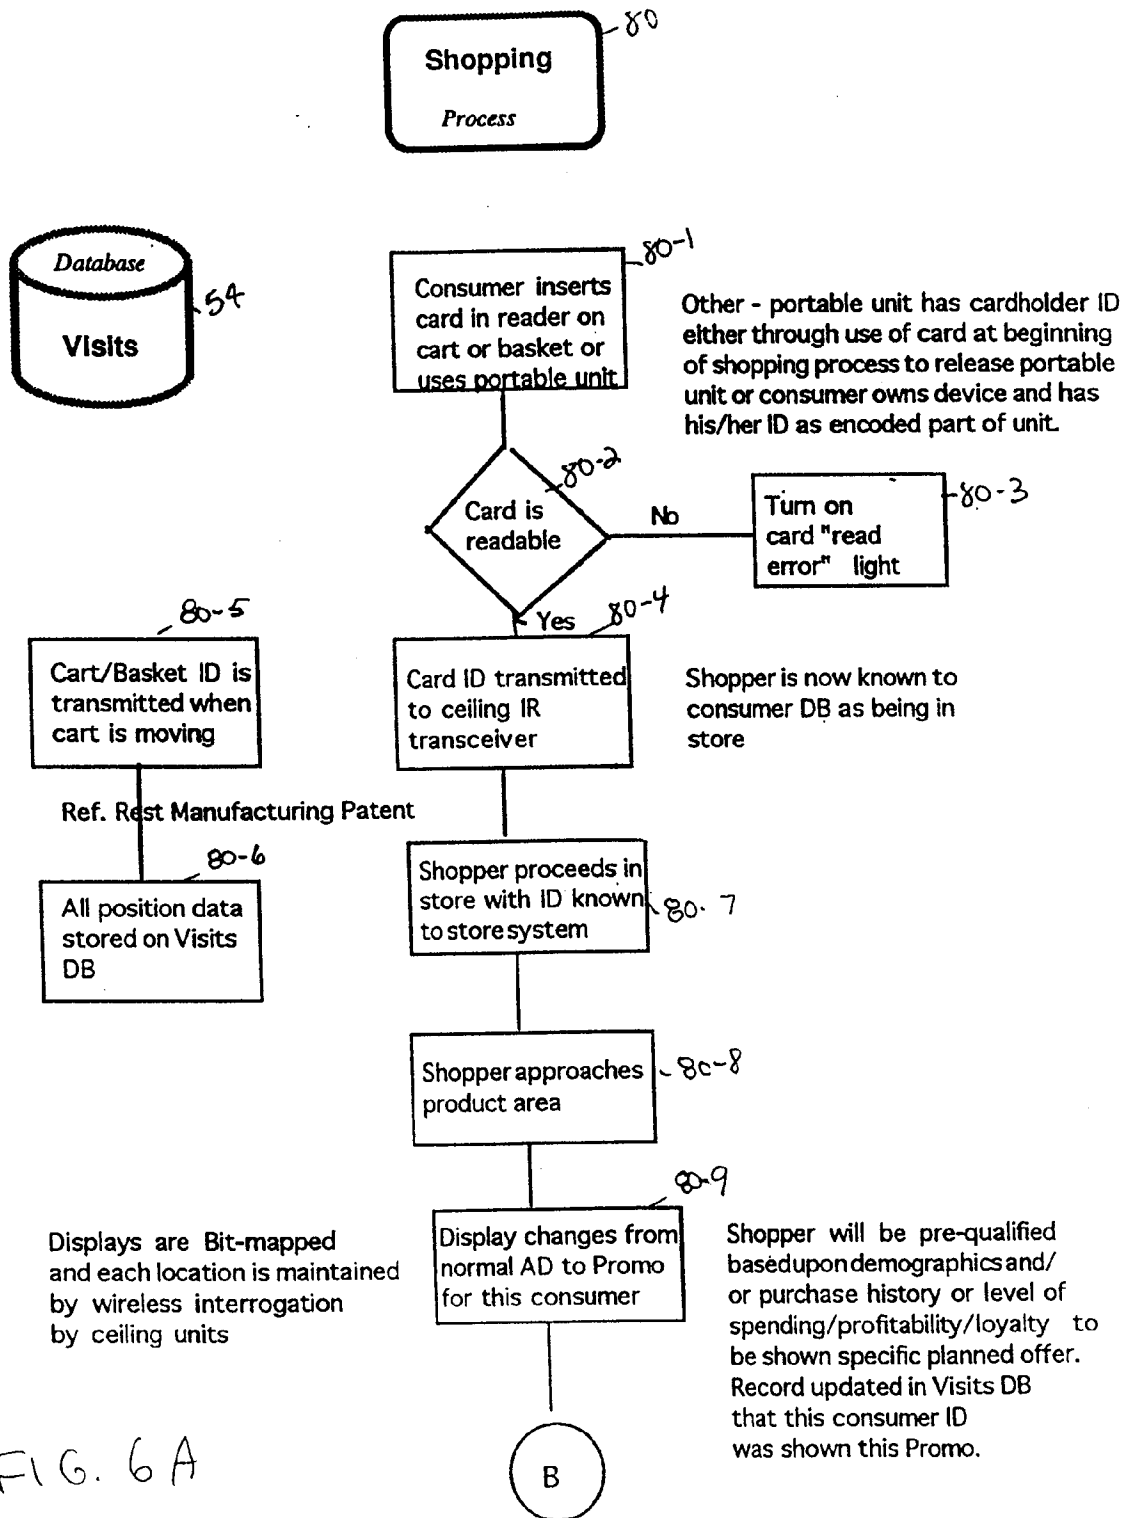 80
Shopping
Process
Database
Visits
54
80-1
Consumer inserts
card in reader on
cart or basket or
uses portable unit
Other - portable unit has cardholder ID
either through use of card at beginning
of shopping process to release portable
unit or consumer owns device and has
his/her ID as encoded part of unit.
80-2
Card is
readable
No
80-3
Turn on
card "read
error" light
Yes
80-4
80-5
Cart/Basket ID is
transmitted when
cart is moving
Card ID transmitted
to ceiling IR
transceiver
Shopper is now known to
consumer DB as being in
store
Ref. Rest Manufacturing Patent
80-6
All position data
stored on Visits
DB
Shopper proceeds in
store with ID known
to store system
80-7
Shopper approaches
product area
80-8
80-9
Displays are Bit-mapped
and each location is maintained
by wireless interrogation
by ceiling units
Display changes from
normal AD to Promo
for this consumer
Shopper will be pre-qualified
based upon demographics and/
or purchase history or level of
spending/profitability/loyalty to
be shown specific planned offer.
Record updated in Visits DB
that this consumer ID
was shown this Promo.
B
FIG. 6A